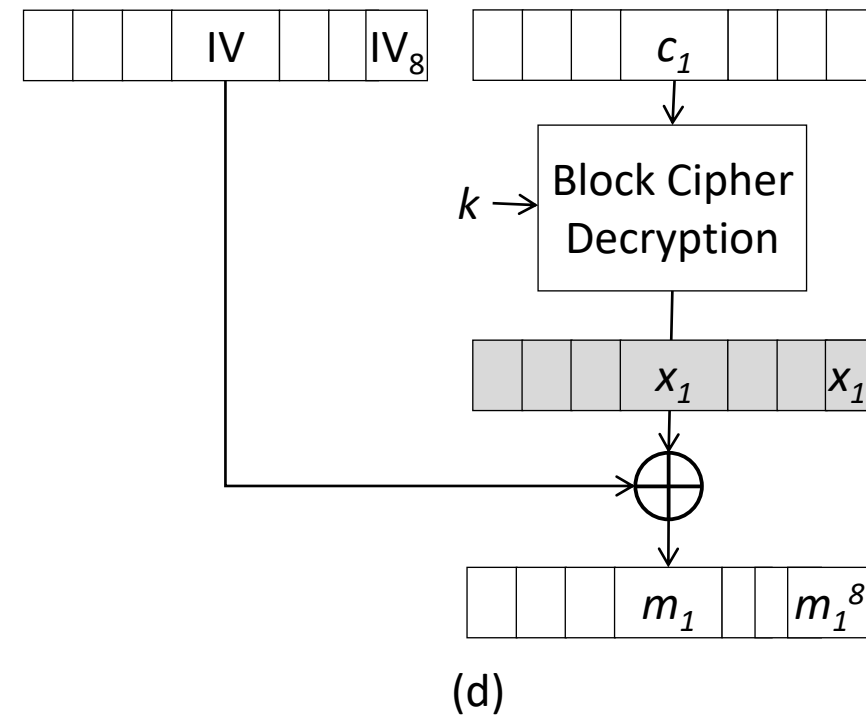 IV IV₈ c₁
k Block Cipher
Decryption
x₁ x₁
m₁ m₁⁸
(d)